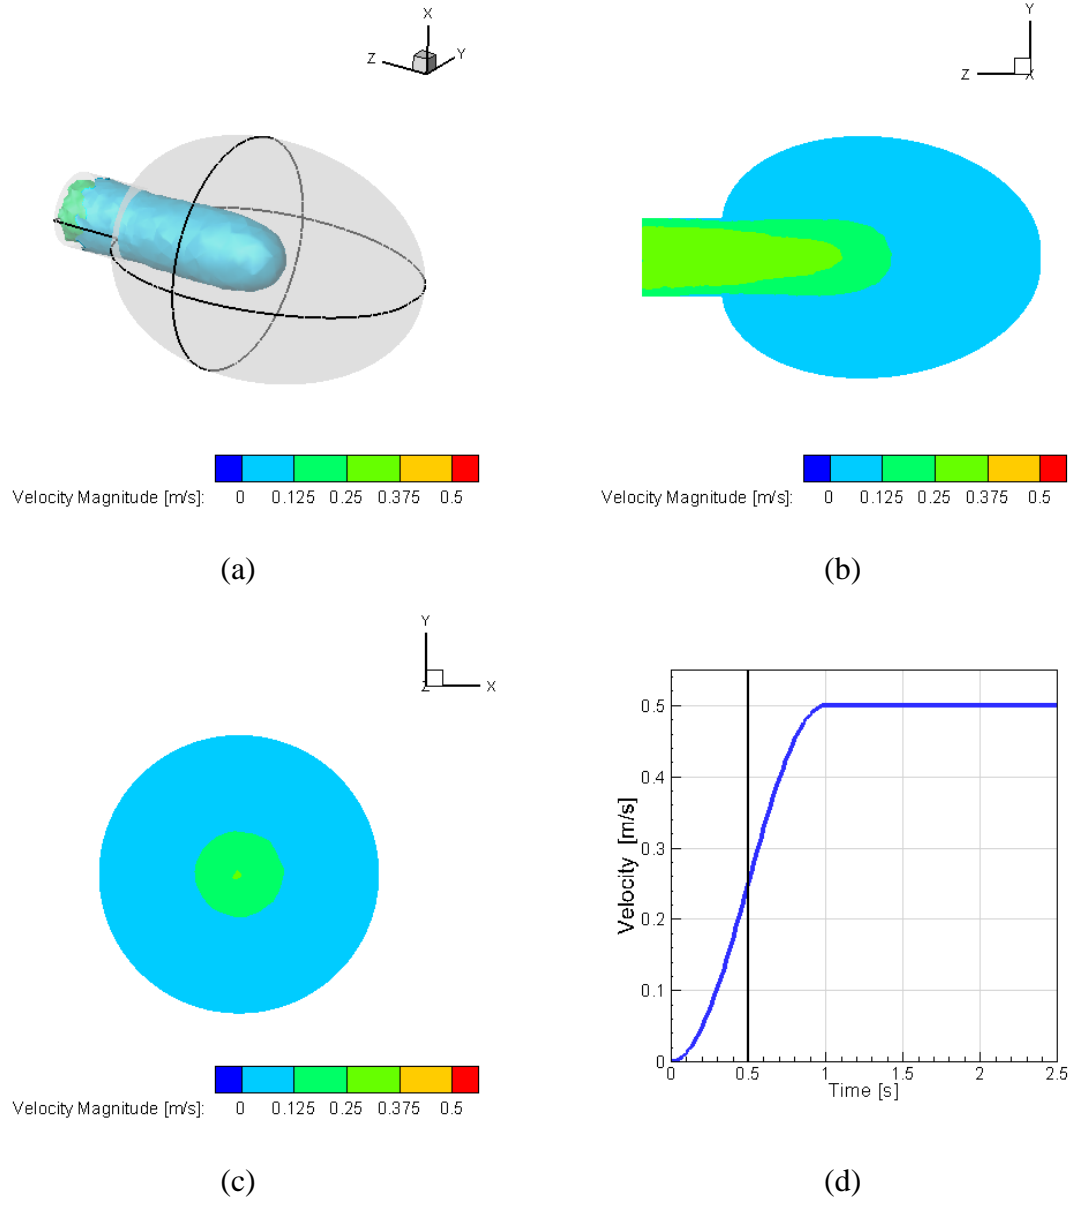 X
Z
Y
Y
Z
X
Velocity Magnitude [m/s]: 0 0.125 0.25 0.375 0.5
Velocity Magnitude [m/s]: 0 0.125 0.25 0.375 0.5
(a)
(b)
Y
Z
X
Velocity Magnitude [m/s]: 0 0.125 0.25 0.375 0.5
(c)
0.5
0.4
0.3
0.2
0.1
0
Velocity [m/s]
0 0.5 1 1.5 2 2.5
Time [s]
(d)